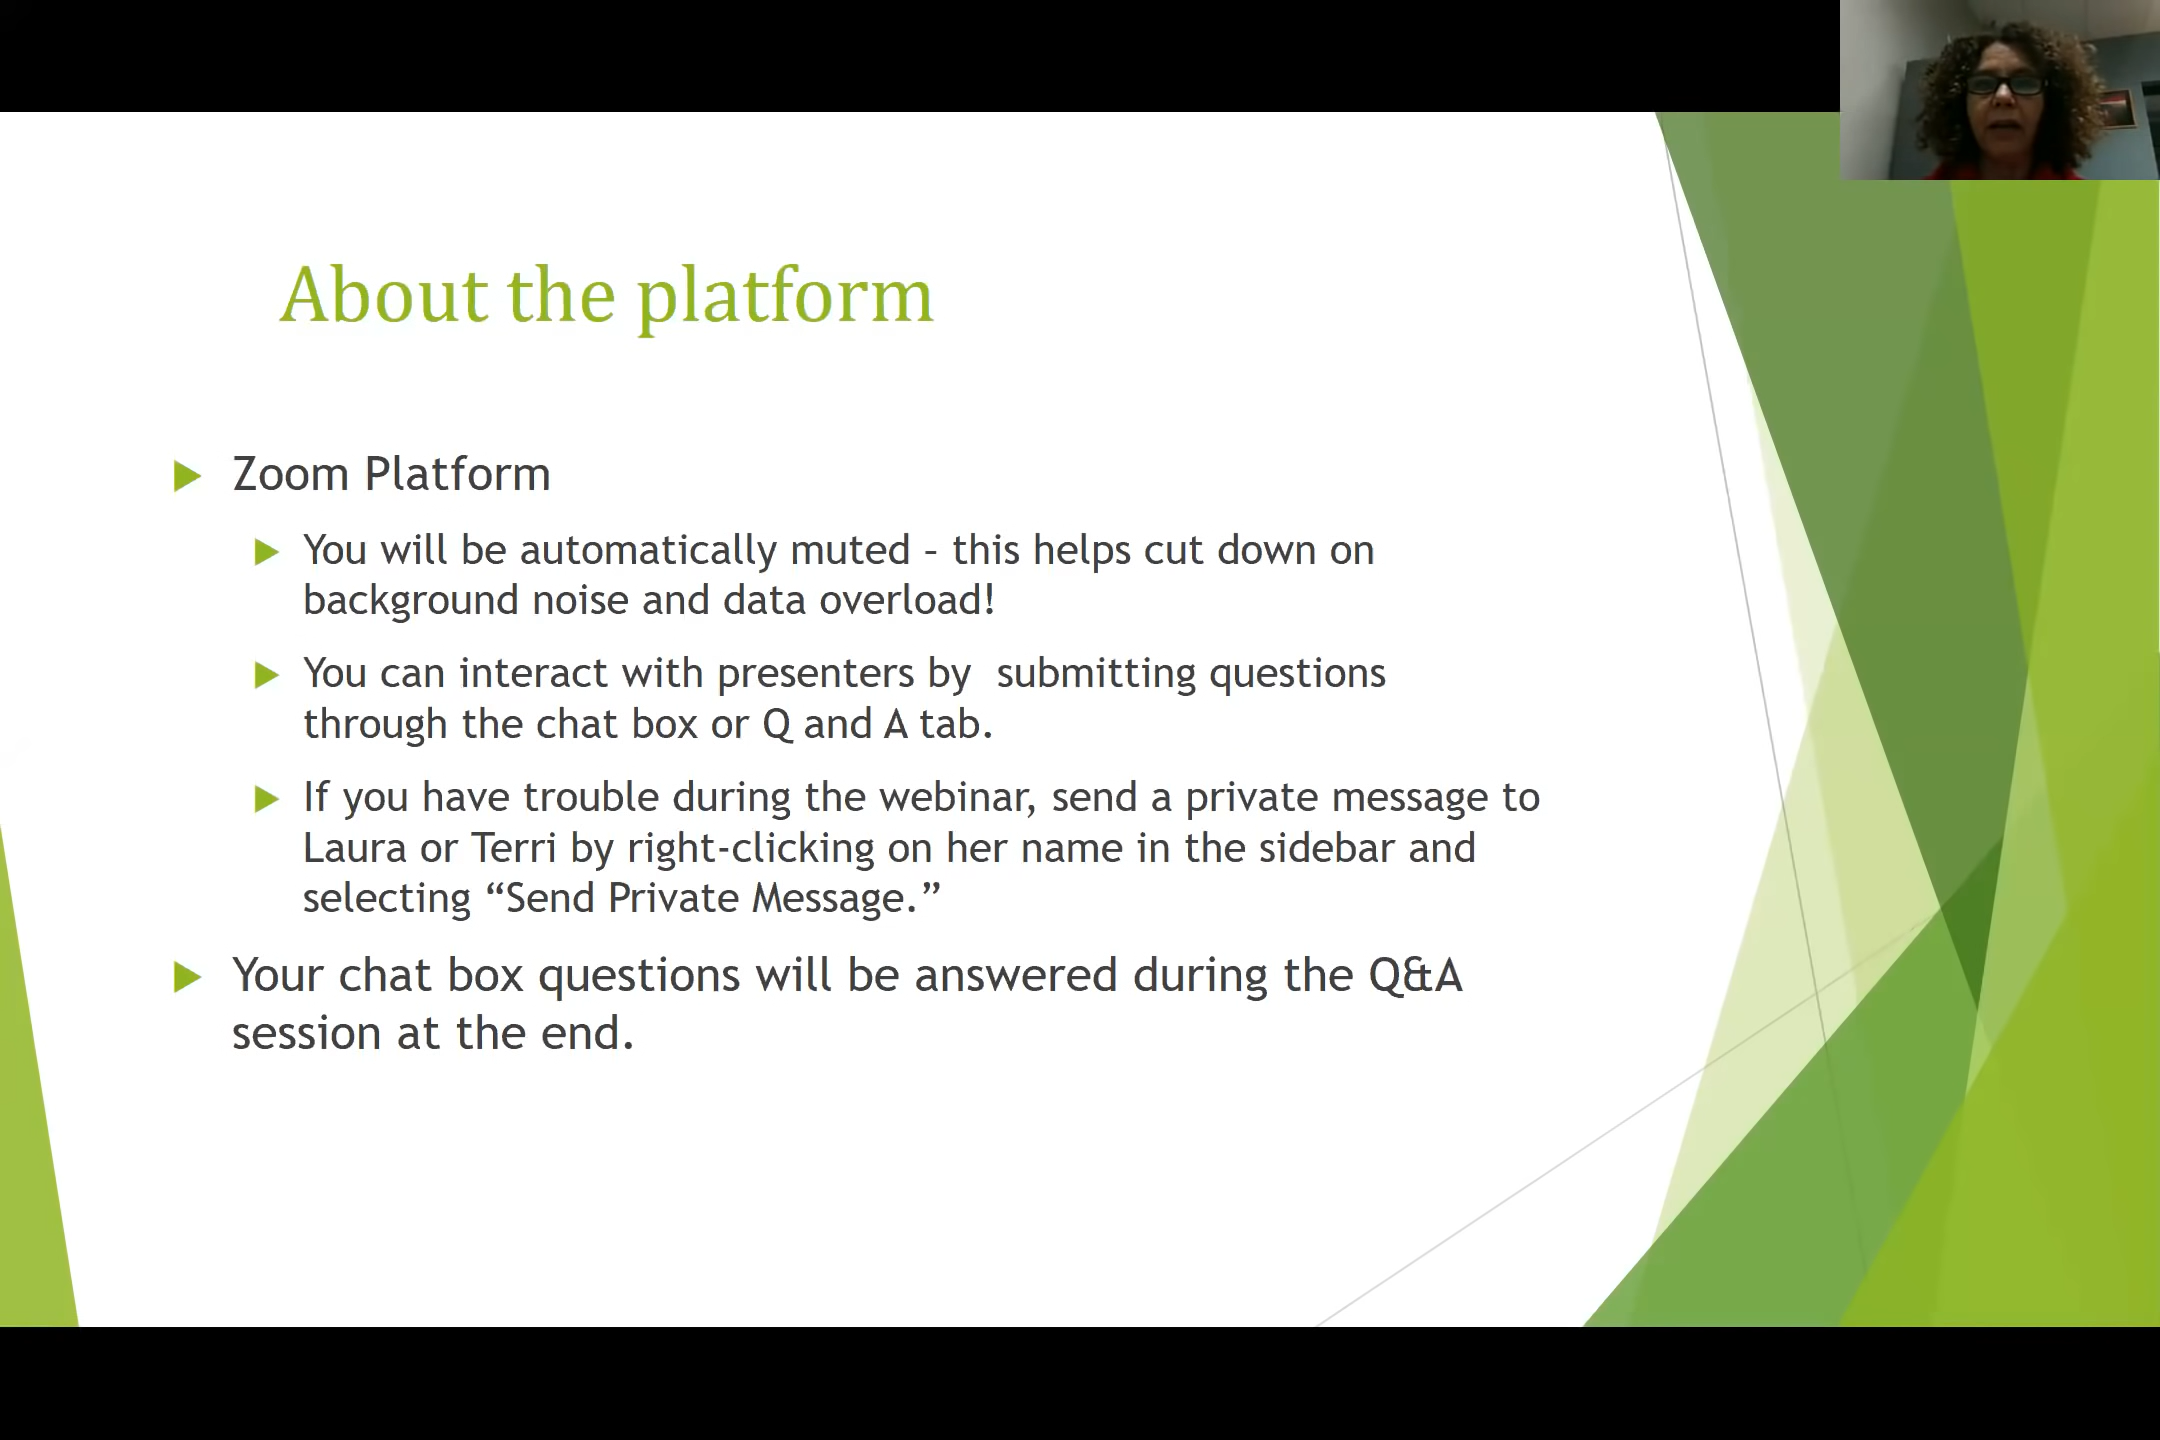 About the platform
Zoom Platform
You will be automatically muted – this helps cut down on
background noise and data overload!
You can interact with presenters by  submitting questions
through the chat box or Q and A tab.
If you have trouble during the webinar, send a private message to
Laura or Terri by right-clicking on her name in the sidebar and
selecting “Send Private Message.”
Your chat box questions will be answered during the Q&A
session at the end.